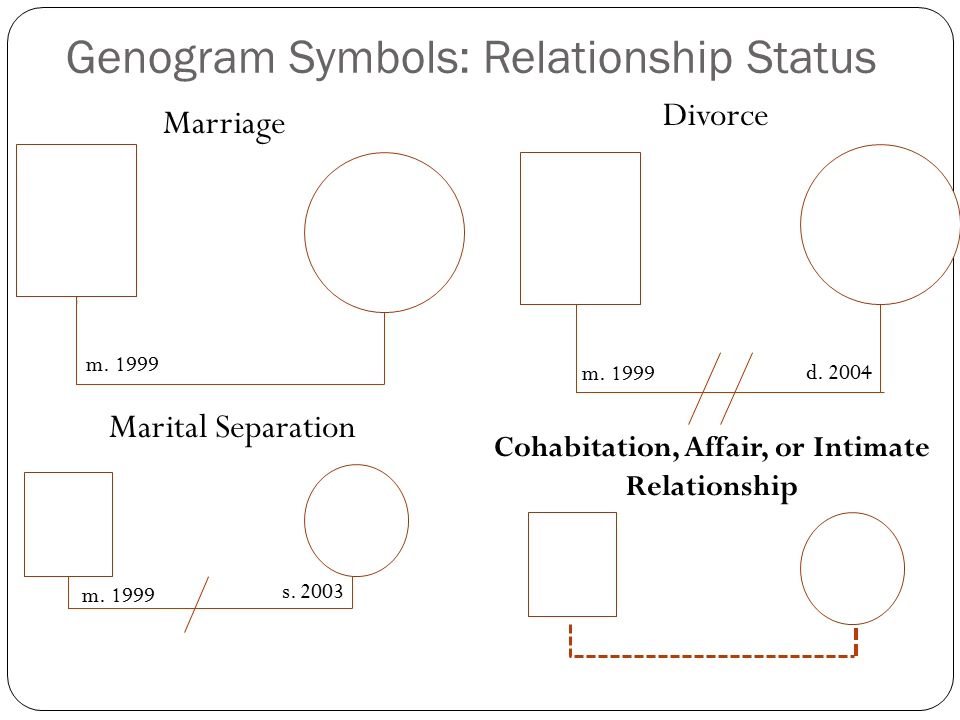 Genogram Symbols: Relationship Status
Marriage
m. 1999
Divorce
m. 1999
d. 2004
Marital Separation
m. 1999
s. 2003
Cohabitation, Affair, or Intimate
Relationship